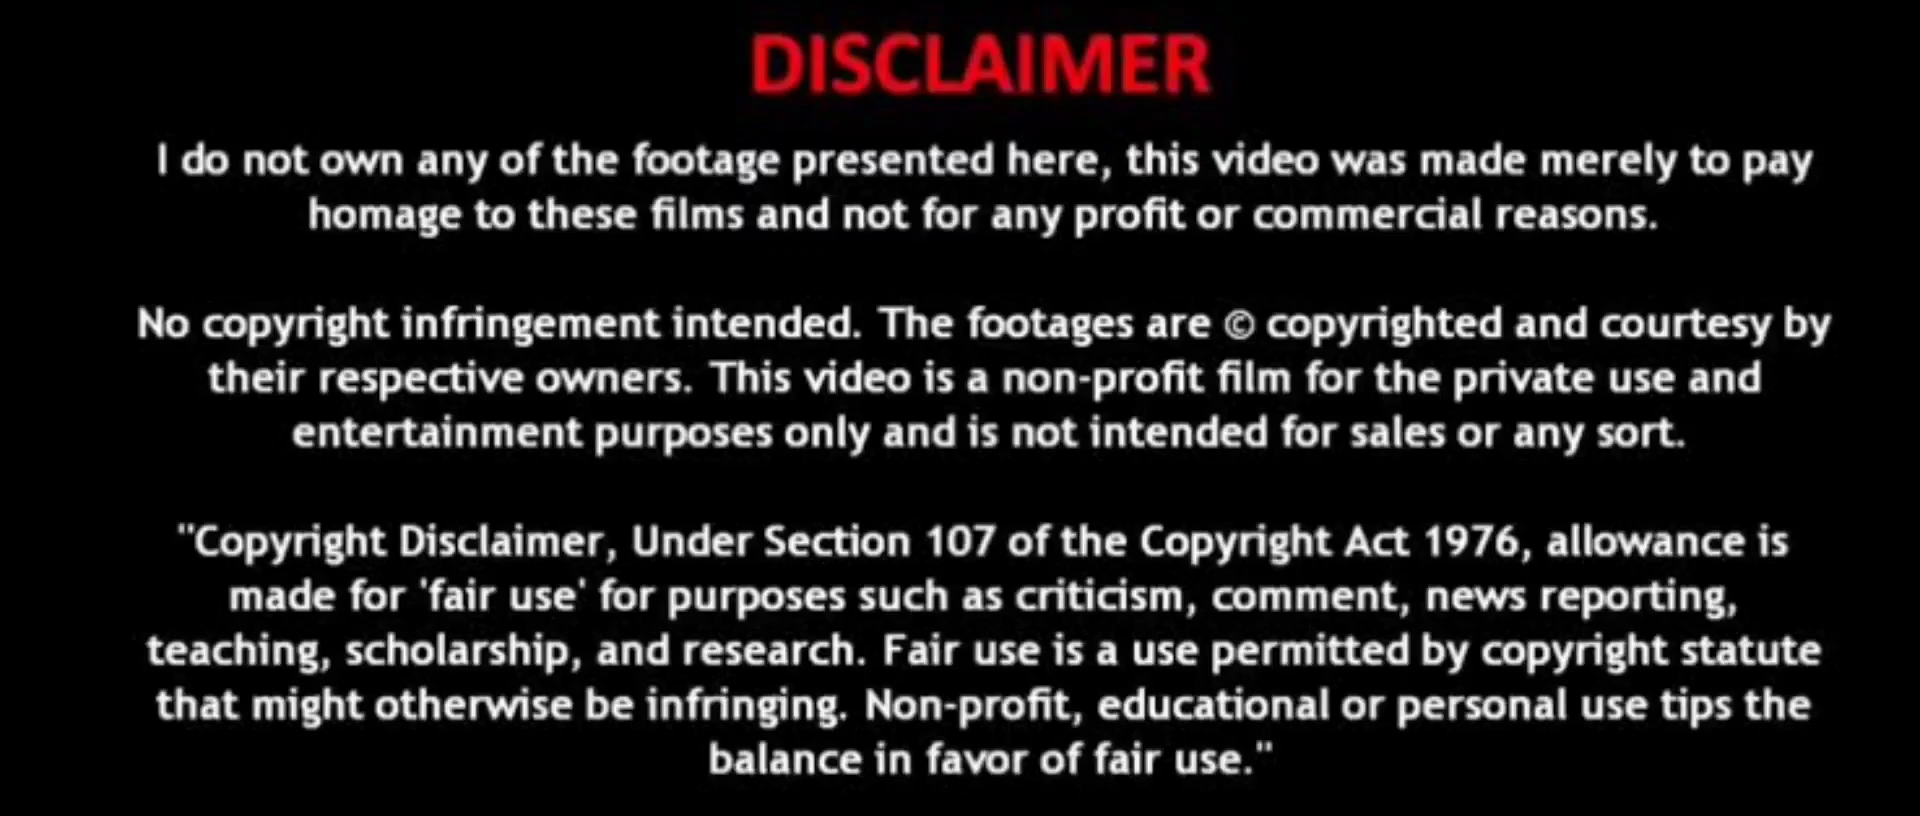 DISCLAIMER
I do not own any of the footage presented here, this video was made merely to pay
homage to these films and not for any profit or commercial reasons.
No copyright infringement intended. The footages are © copyrighted and courtesy by
their respective owners. This video is a non-profit film for the private use and
entertainment purposes only and is not intended for sales or any sort.
"Copyright Disclaimer, Under Section 107 of the Copyright Act 1976, allowance is
made for 'fair use' for purposes such as criticism, comment, news reporting,
teaching, scholarship, and research. Fair use is a use permitted by copyright statute
that might otherwise be infringing. Non-profit, educational or personal use tips the
balance in favor of fair use."